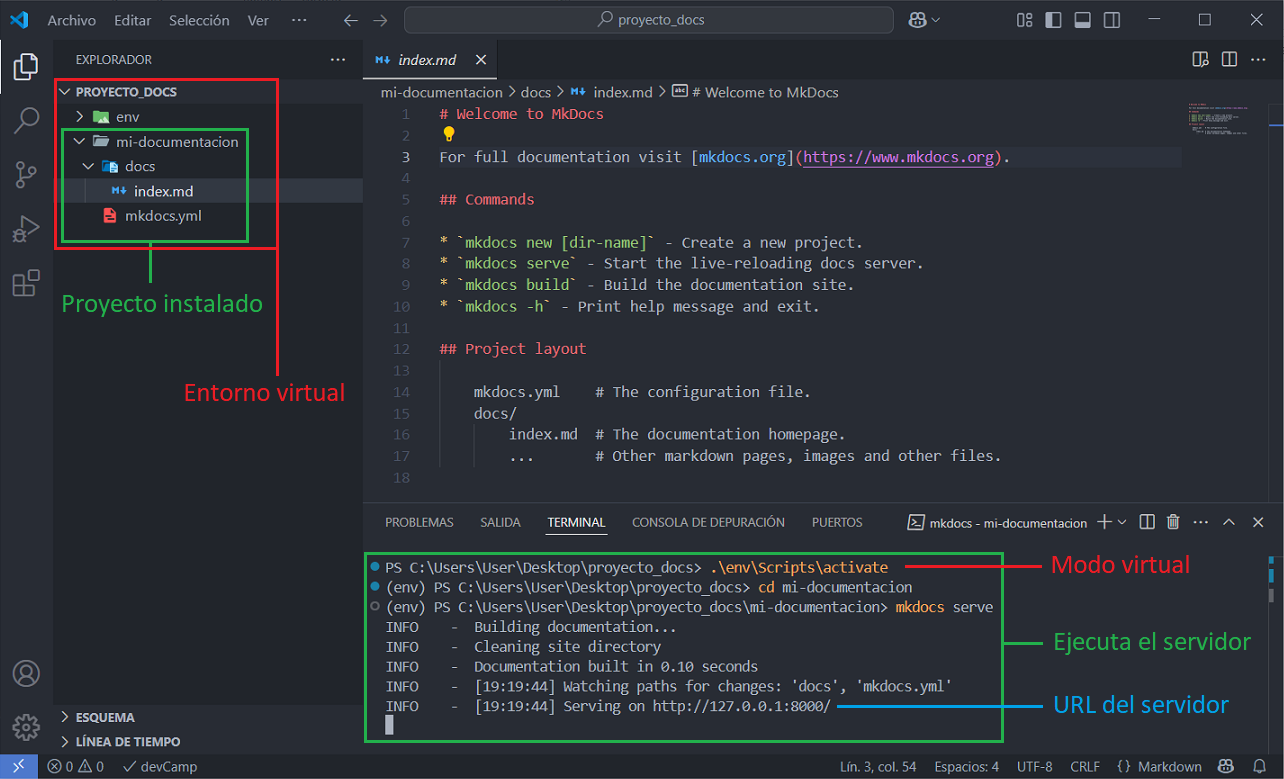 Archivo Editar Selección Ver ··· proyecto_docs
EXPLORADOR ···
PROYECTO_DOCS
env
mi-documentacion
docs
index.md
mkdocs.yml
Proyecto instalado
Entorno virtual
ESQUEMA
LÍNEA DE TIEMPO
index.md
mi-documentacion > docs > index.md > # Welcome to MkDocs
1 # Welcome to MkDocs
2
3 For full documentation visit [mkdocs.org](https://www.mkdocs.org).
4
5 ## Commands
6
7 * `mkdocs new [dir-name]` - Create a new project.
8 * `mkdocs serve` - Start the live-reloading docs server.
9 * `mkdocs build` - Build the documentation site.
10 * `mkdocs -h` - Print help message and exit.
11
12 ## Project layout
13
14 mkdocs.yml # The configuration file.
15 docs/
16 index.md # The documentation homepage.
17 ... # Other markdown pages, images and other files.
18
PROBLEMAS SALIDA TERMINAL CONSOLA DE DEPURACIÓN PUERTOS mkdocs - mi-documentacion
PS C:\Users\User\Desktop\proyecto_docs> .\env\Scripts\activate
Modo virtual
(env) PS C:\Users\User\Desktop\proyecto_docs> cd mi-documentacion
(env) PS C:\Users\User\Desktop\proyecto_docs\mi-documentacion> mkdocs serve
INFO - Building documentation...
INFO - Cleaning site directory
Ejecuta el servidor
INFO - Documentation built in 0.10 seconds
INFO - [19:19:44] Watching paths for changes: 'docs', 'mkdocs.yml'
INFO - [19:19:44] Serving on http://127.0.0.1:8000/
URL del servidor
0 0 devCamp Lín. 3, col. 54 Espacios: 4 UTF-8 CRLF {} Markdown